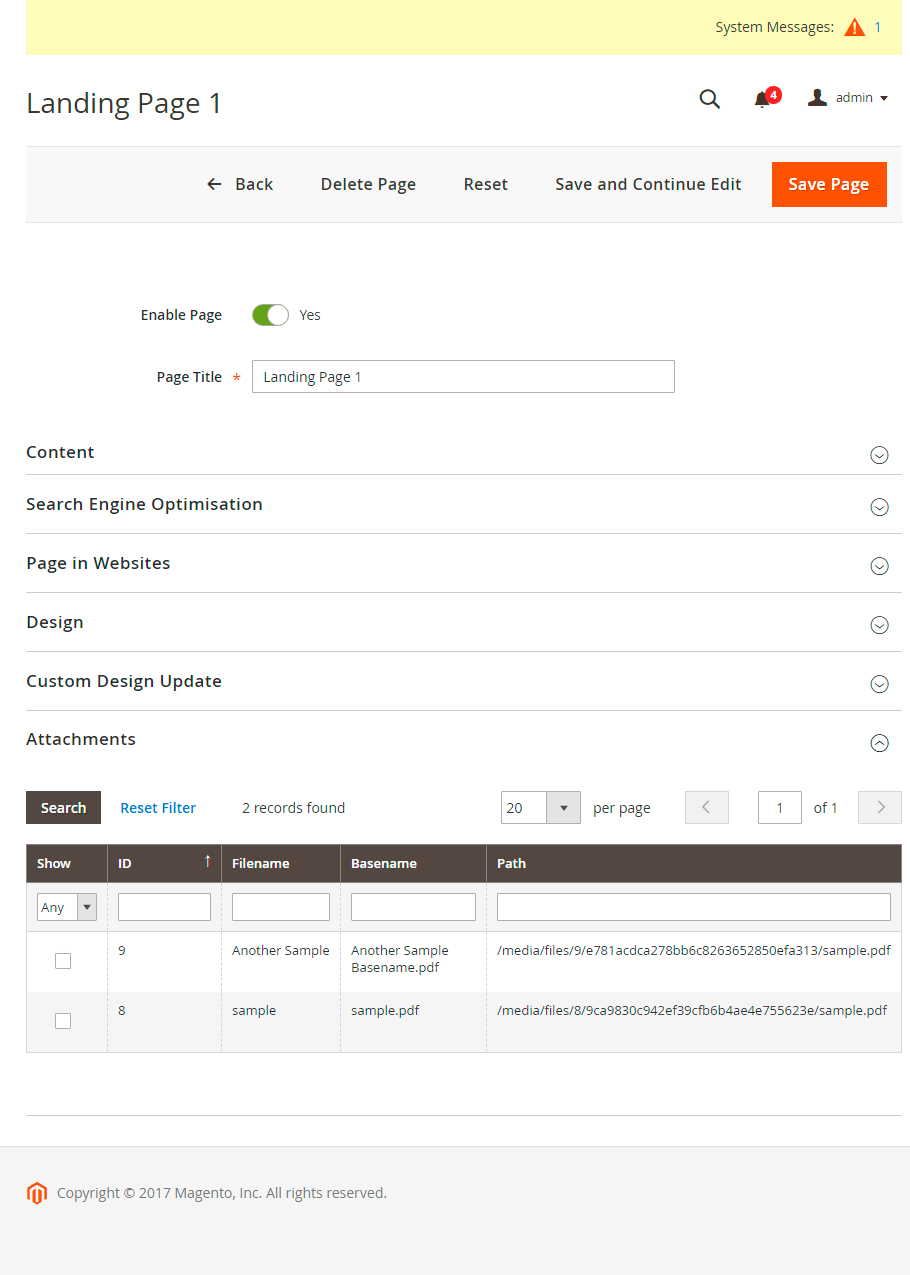 System Messages: 1
Landing Page 1
4
admin
Back Delete Page Reset Save and Continue Edit Save Page
Enable Page Yes
Page Title * Landing Page 1
Content
Search Engine Optimisation
Page in Websites
Design
Custom Design Update
Attachments
Search Reset Filter 2 records found 20 per page 1 of 1
Show ID Filename Basename Path
Any
9 Another Sample Another Sample /media/files/9/e781acdca278bb6c8263652850efa313/sample.pdf
Basename.pdf
8 sample sample.pdf /media/files/8/9ca9830c942ef39cfb6b4ae4e755623e/sample.pdf
Copyright © 2017 Magento, Inc. All rights reserved.